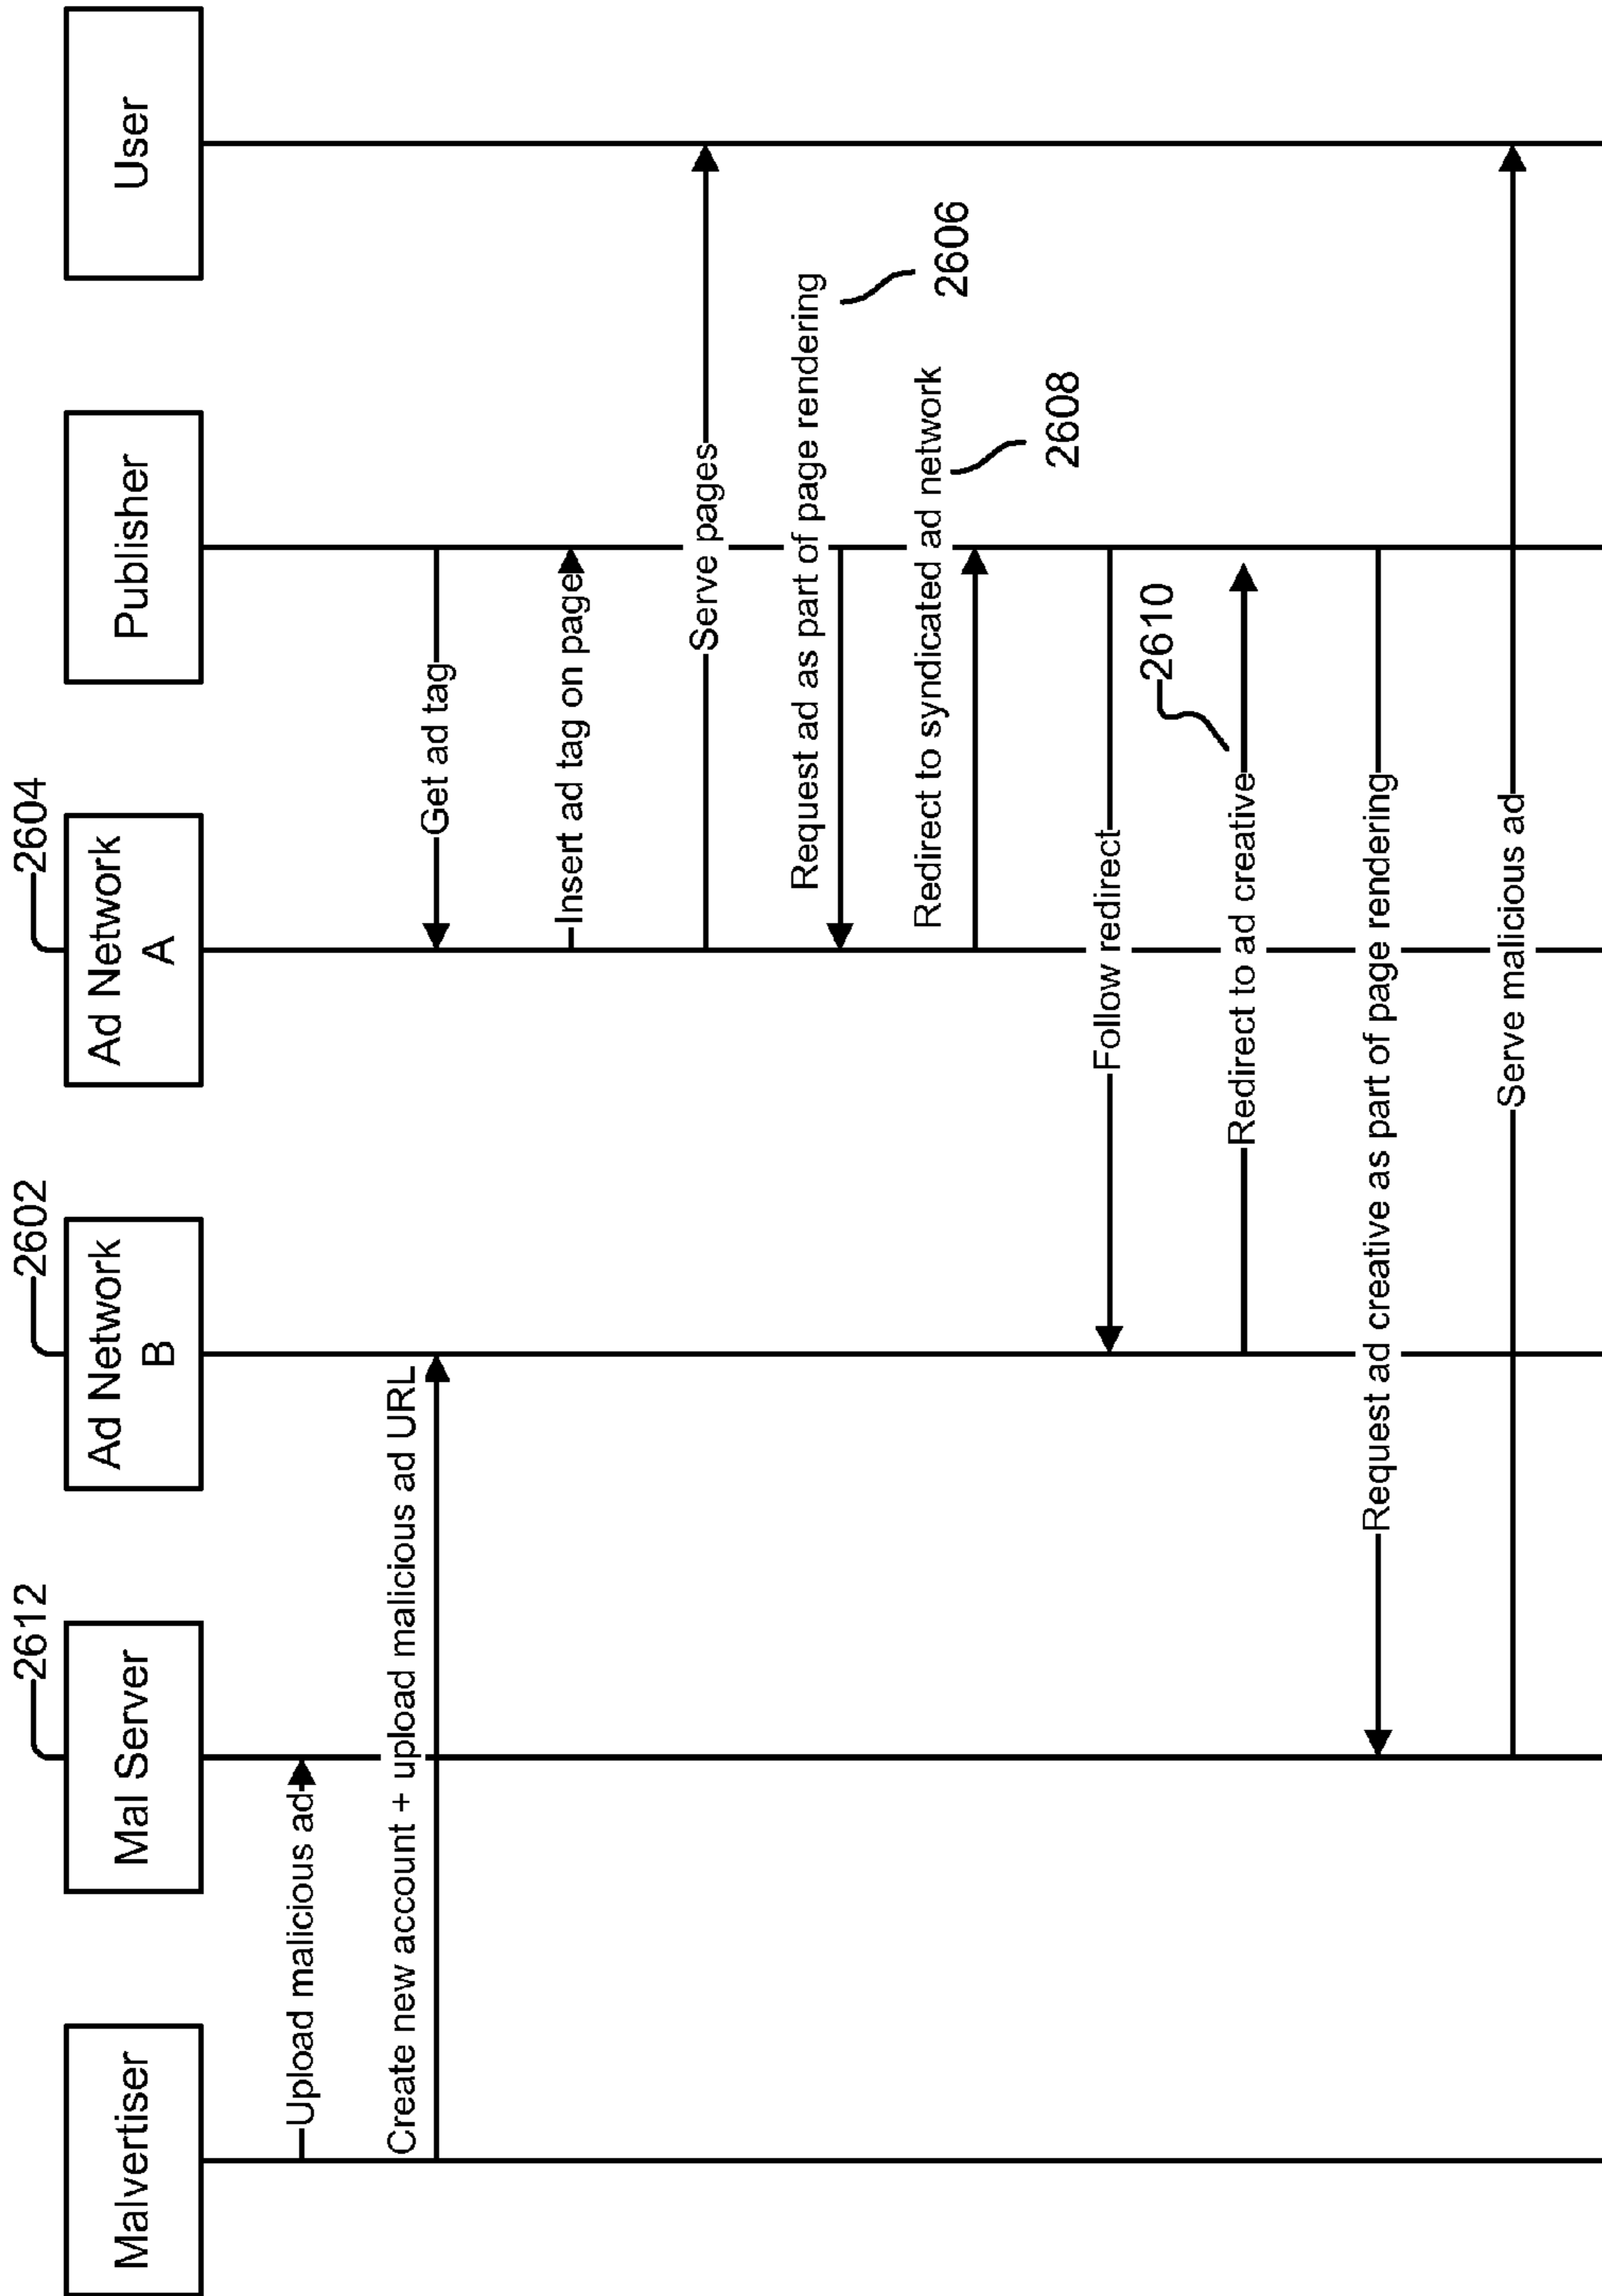 2612
2602
2604
Malvertiser
Mal Server
Ad Network
B
Ad Network
A
Publisher
User
Upload malicious ad
Create new account + upload malicious ad URL
Get ad tag
Insert ad tag on page
Serve pages
Request ad as part of page rendering
2606
Redirect to syndicated ad network
2608
Follow redirect
2610
Redirect to ad creative
Request ad creative as part of page rendering
Serve malicious ad